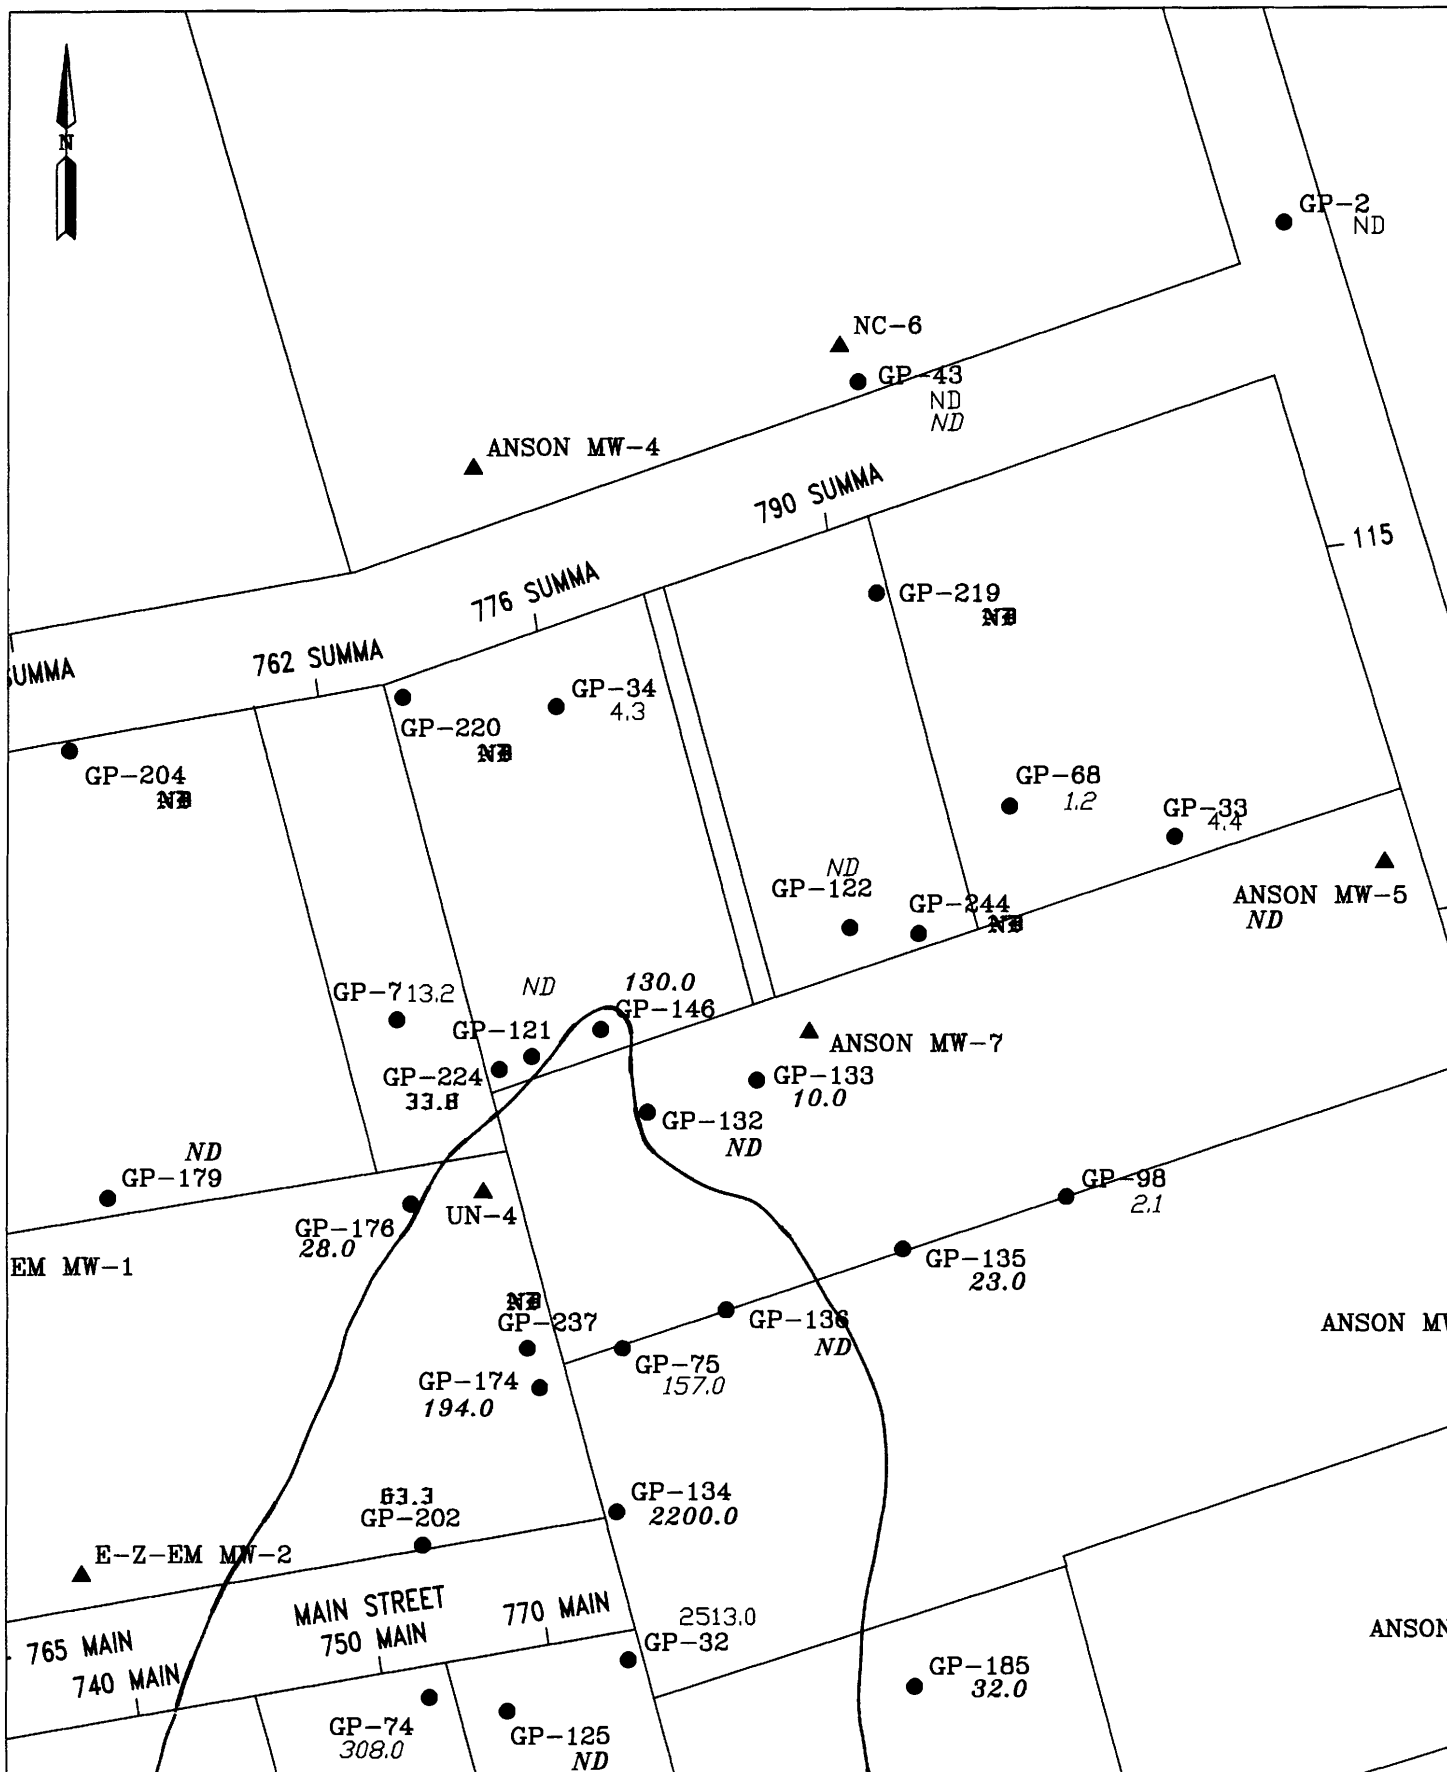 N
GP-2
ND
NC-6
GP-43
ND
ND
ANSON MW-4
790 SUMMA
115
776 SUMMA
GP-219
762 SUMMA
SUMMA
GP-34
4.3
GP-220
GP-204
GP-68
1.2
GP-33
4.4
ND
GP-122
GP-244
ANSON MW-5
ND
GP-7
13.2
ND
130.0
GP-146
GP-121
ANSON MW-7
GP-224
GP-133
10.0
GP-132
ND
ND
GP-179
GP-98
2.1
UN-4
GP-176
28.0
EM MW-1
GP-135
23.0
GP-237
GP-136
ND
GP-75
157.0
GP-174
194.0
ANSON MW
GP-134
2200.0
GP-202
E-Z-EM MW-2
MAIN STREET
770 MAIN
2513.0
GP-32
750 MAIN
765 MAIN
740 MAIN
ANSON
GP-185
32.0
GP-74
308.0
GP-125
ND